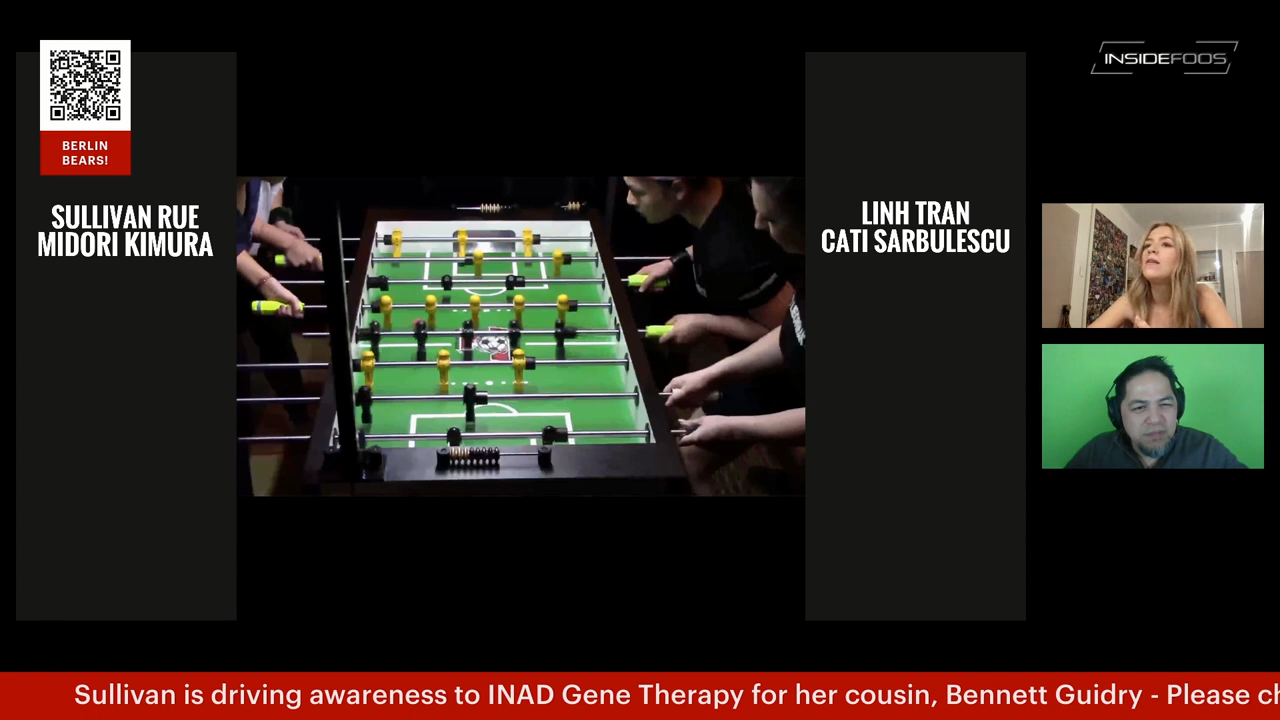 BERLIN
BEARS!
INSIDEFOOS
SULLIVAN RUE
MIDORI KIMURA
LINH TRAN
CATI SARBULESCU
Sullivan is driving awareness to INAD Gene Therapy for her cousin, Bennett Guidry - Please ch